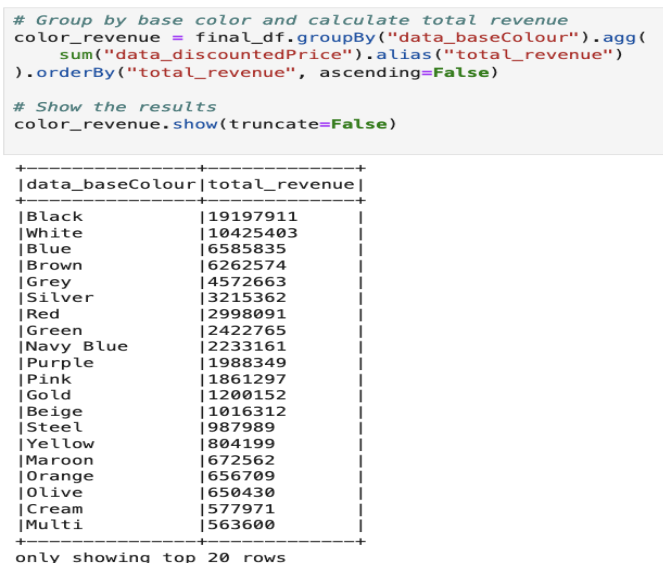 # Group by base color and calculate total revenue
color_revenue = final_df.groupBy("data_baseColour").agg(
    sum("data_discountedPrice").alias("total_revenue")
).orderBy("total_revenue", ascending=False)
# Show the results
color_revenue.show(truncate=False)
+---------------+-------------+
|data_baseColour|total_revenue|
+---------------+-------------+
|Black          |19197911     |
|White          |10425403     |
|Blue           |6585835      |
|Brown          |6262574      |
|Grey           |4572663      |
|Silver         |3215362      |
|Red            |2998091      |
|Green          |2422765      |
|Navy Blue      |2233161      |
|Purple         |1988349      |
|Pink           |1861297      |
|Gold           |1200152      |
|Beige          |1016312      |
|Steel          |987989       |
|Yellow         |804199       |
|Maroon         |672562       |
|Orange         |656709       |
|Olive          |650430       |
|Cream          |577971       |
|Multi          |563600       |
+---------------+-------------+
only showing top 20 rows